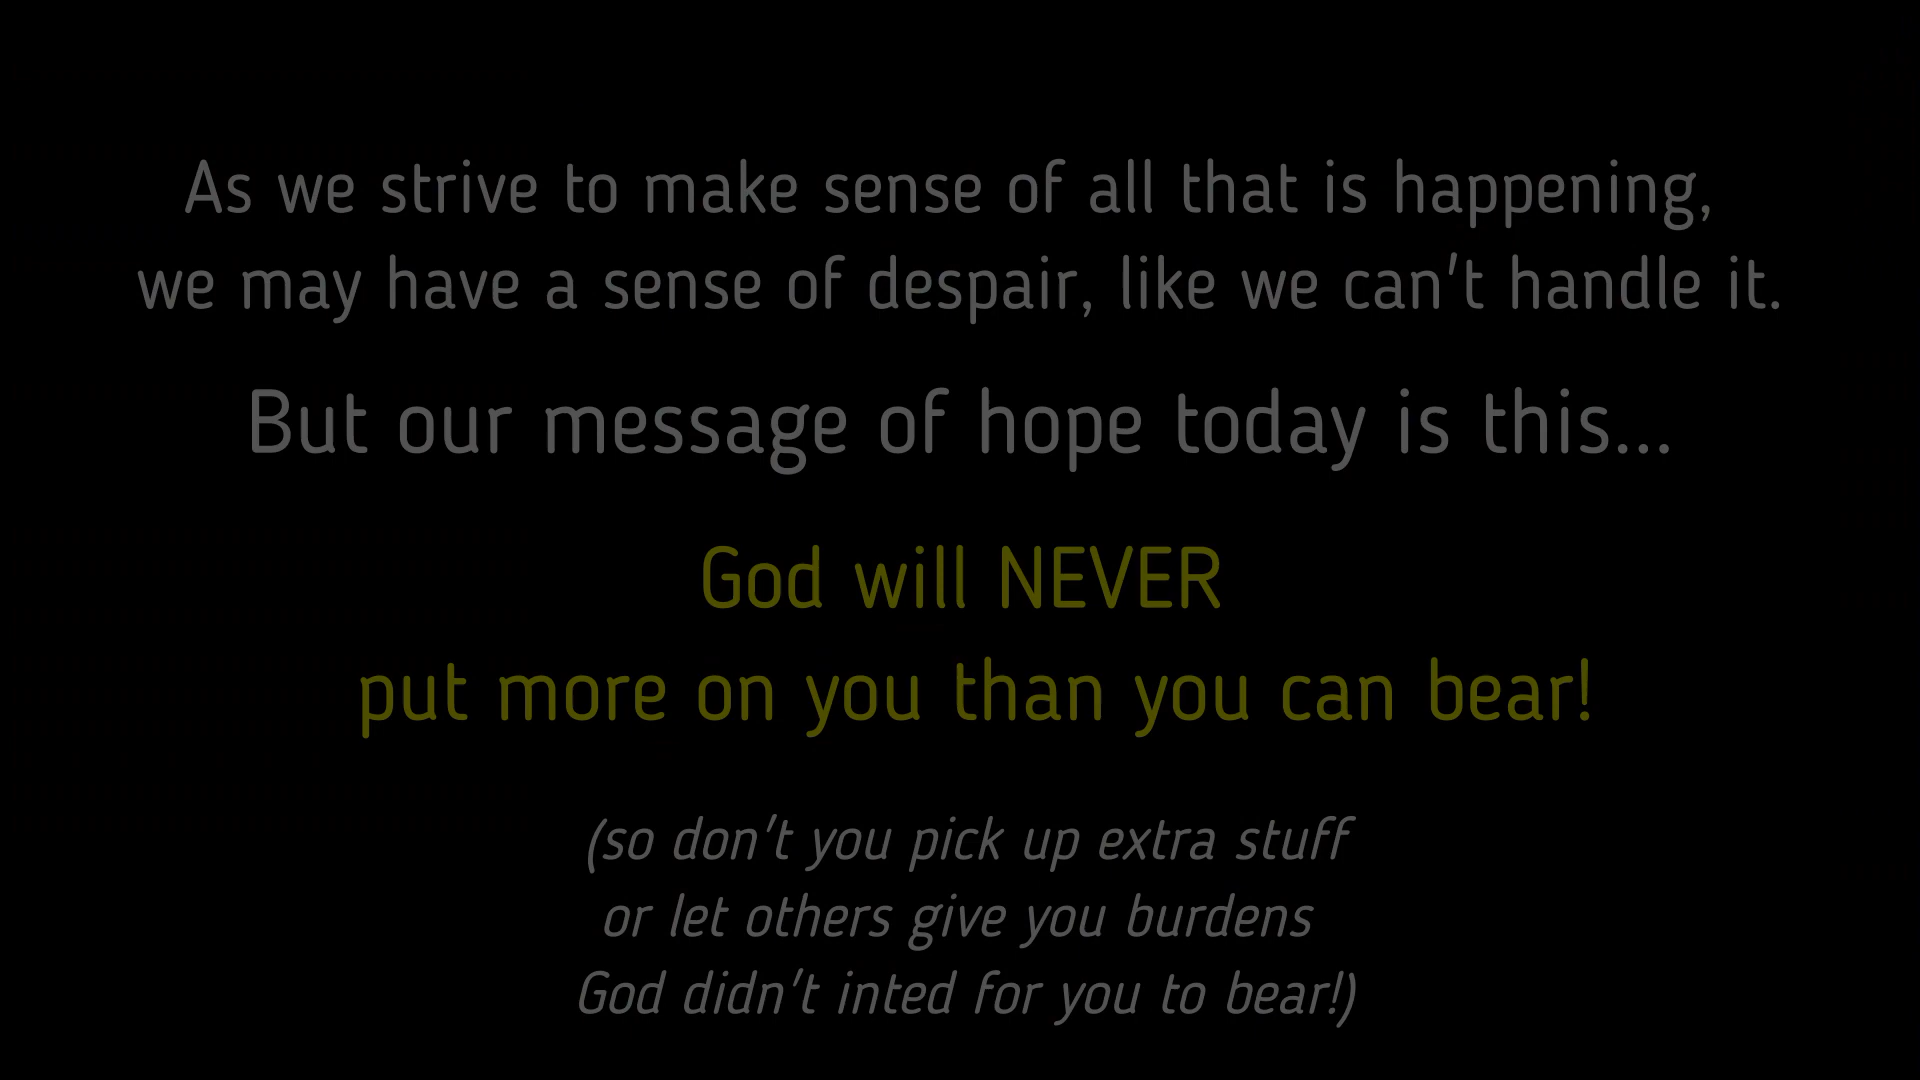 As we strive to make sense of all that is happening,
we may have a sense of despair, like we can't handle it.
But our message of hope today is this...
God will NEVER
put more on you than you can bear!
(so don't you pick up extra stuff
or let others give you burdens
God didn't inted for you to bear!)